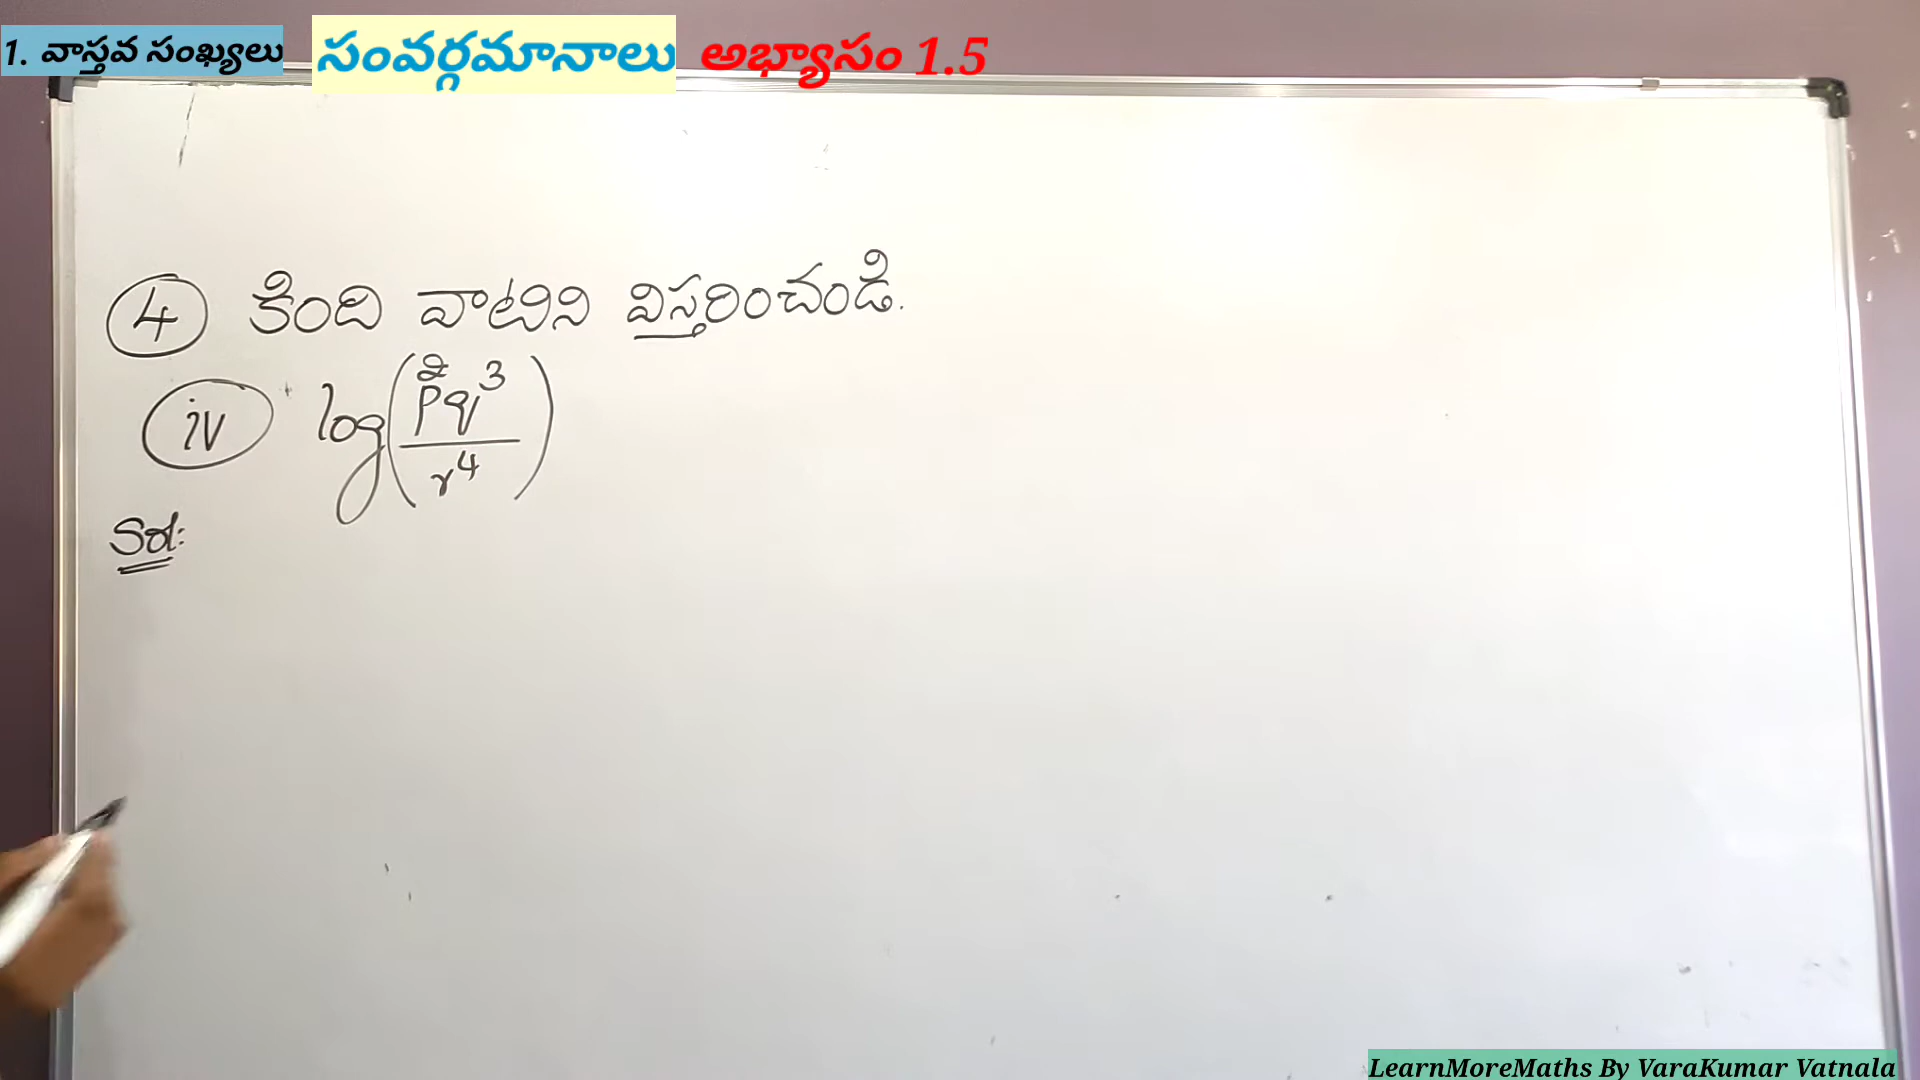 1. వాస్తవ సంఖ్యలు సంవర్గమానాలు అభ్యాసం 1.5
4 కింది వాటిని విస్తరించండి.
iv log(p²q³/r⁴)
Sol:
LearnMoreMaths By VaraKumar Vatnala